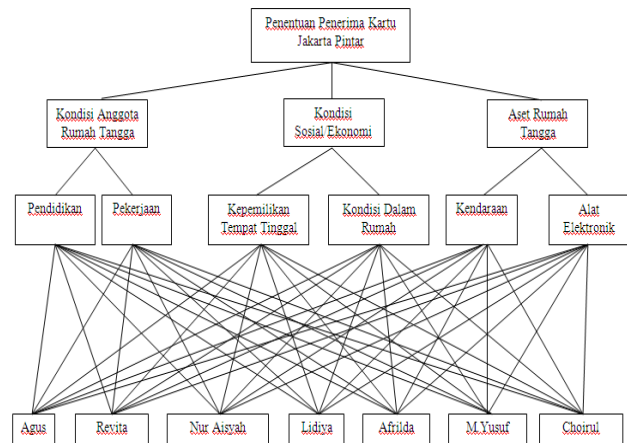 Penentuan Penerima Kartu
Jakarta Pintar
Kondisi Anggota
Rumah Tangga
Kondisi
Sosial/Ekonomi
Aset Rumah
Tangga
Pendidikan
Pekerjaan
Kepemilikan
Tempat Tinggal
Kondisi Dalam
Rumah
Kendaraan
Alat
Elektronik
Agus
Revita
Nur Aisyah
Lidiya
Afrilda
M.Yusuf
Choirul